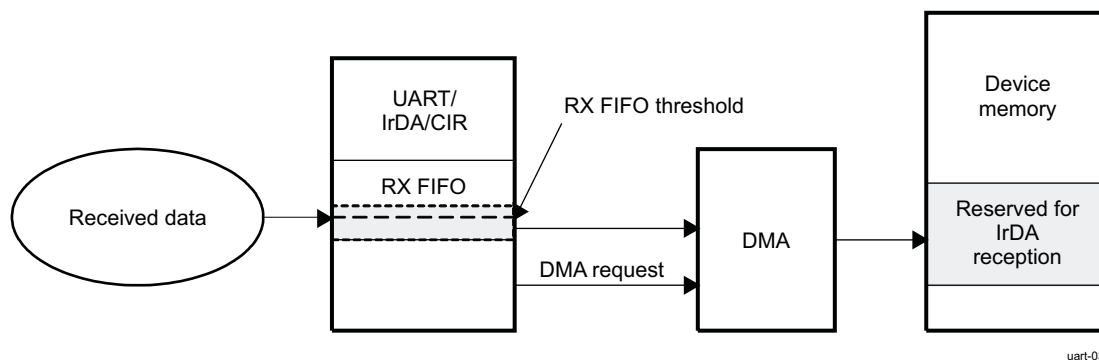 UART/
IrDA/CIR
RX FIFO threshold
Device
memory
RX FIFO
Received data
Reserved for
IrDA
reception
DMA
DMA request